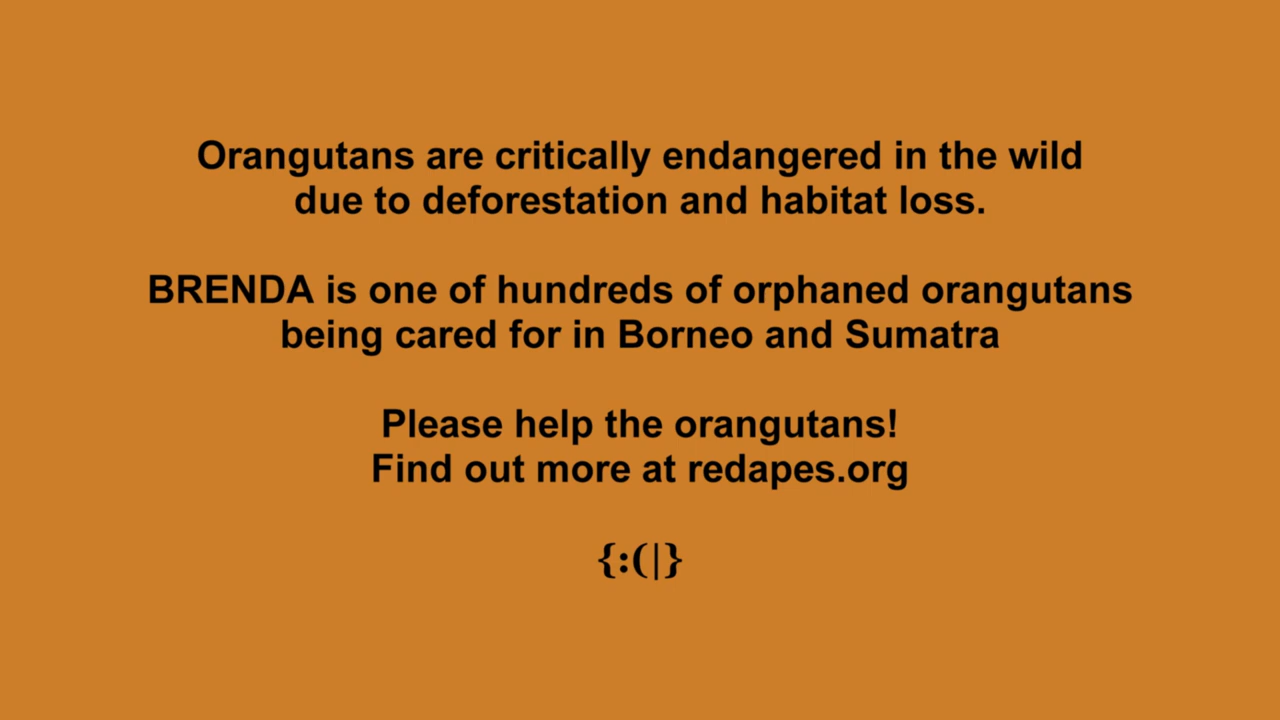 Orangutans are critically endangered in the wild
due to deforestation and habitat loss.
BRENDA is one of hundreds of orphaned orangutans
being cared for in Borneo and Sumatra
Please help the orangutans!
Find out more at redapes.org
{:(|}